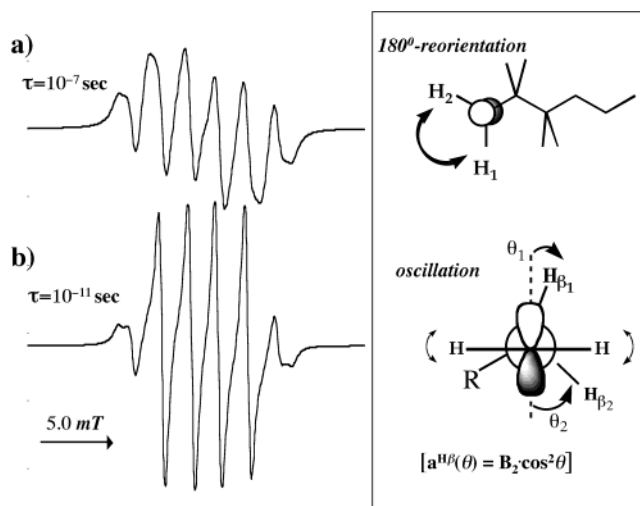 a)
τ=10⁻⁷ sec
b)
τ=10⁻¹¹ sec
5.0 mT
180⁰-reorientation
H₂
H₁
θ₁
Hβ₁
oscillation
H H
R
Hβ₂
θ₂
[aᴴᵝ(θ) = B₂·cos²θ]